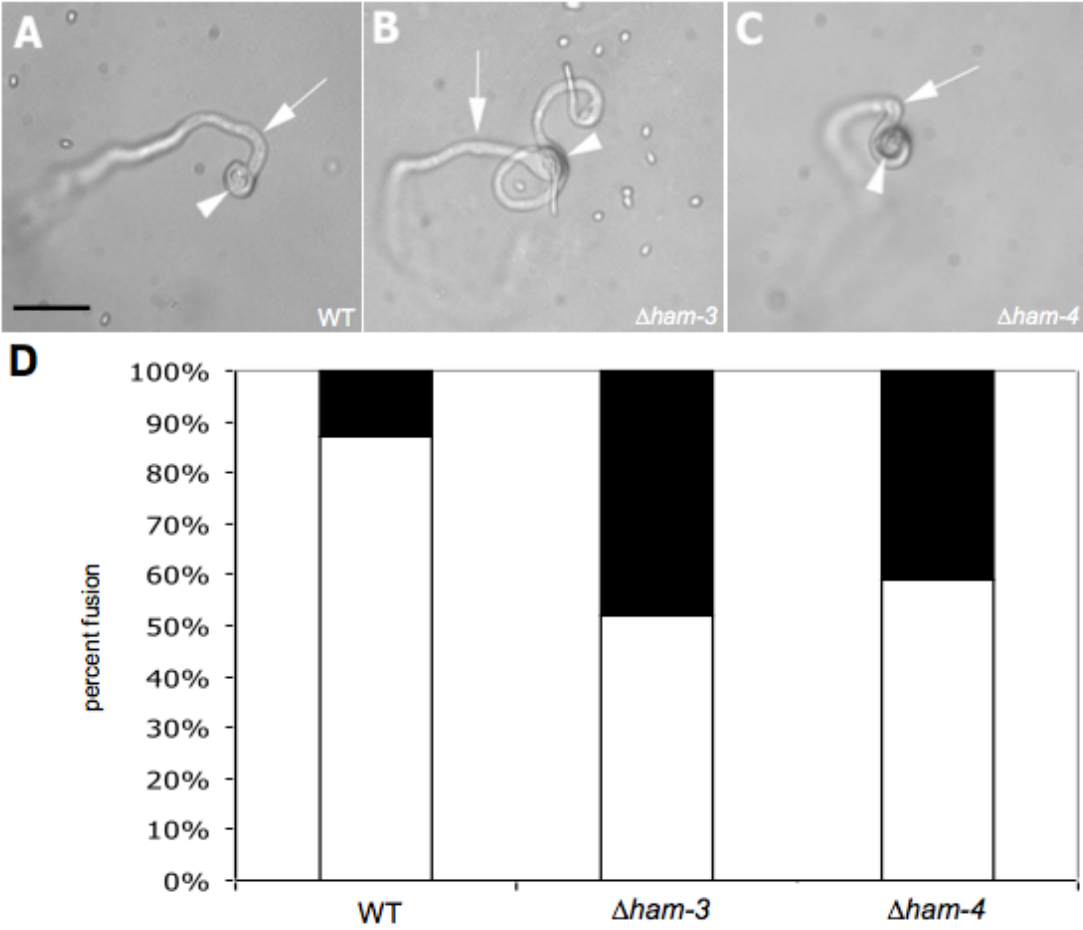 A
B
C
WT
Δham-3
Δham-4
D
100%
90%
80%
70%
60%
50%
40%
30%
20%
10%
0%
percent fusion
WT
Δham-3
Δham-4